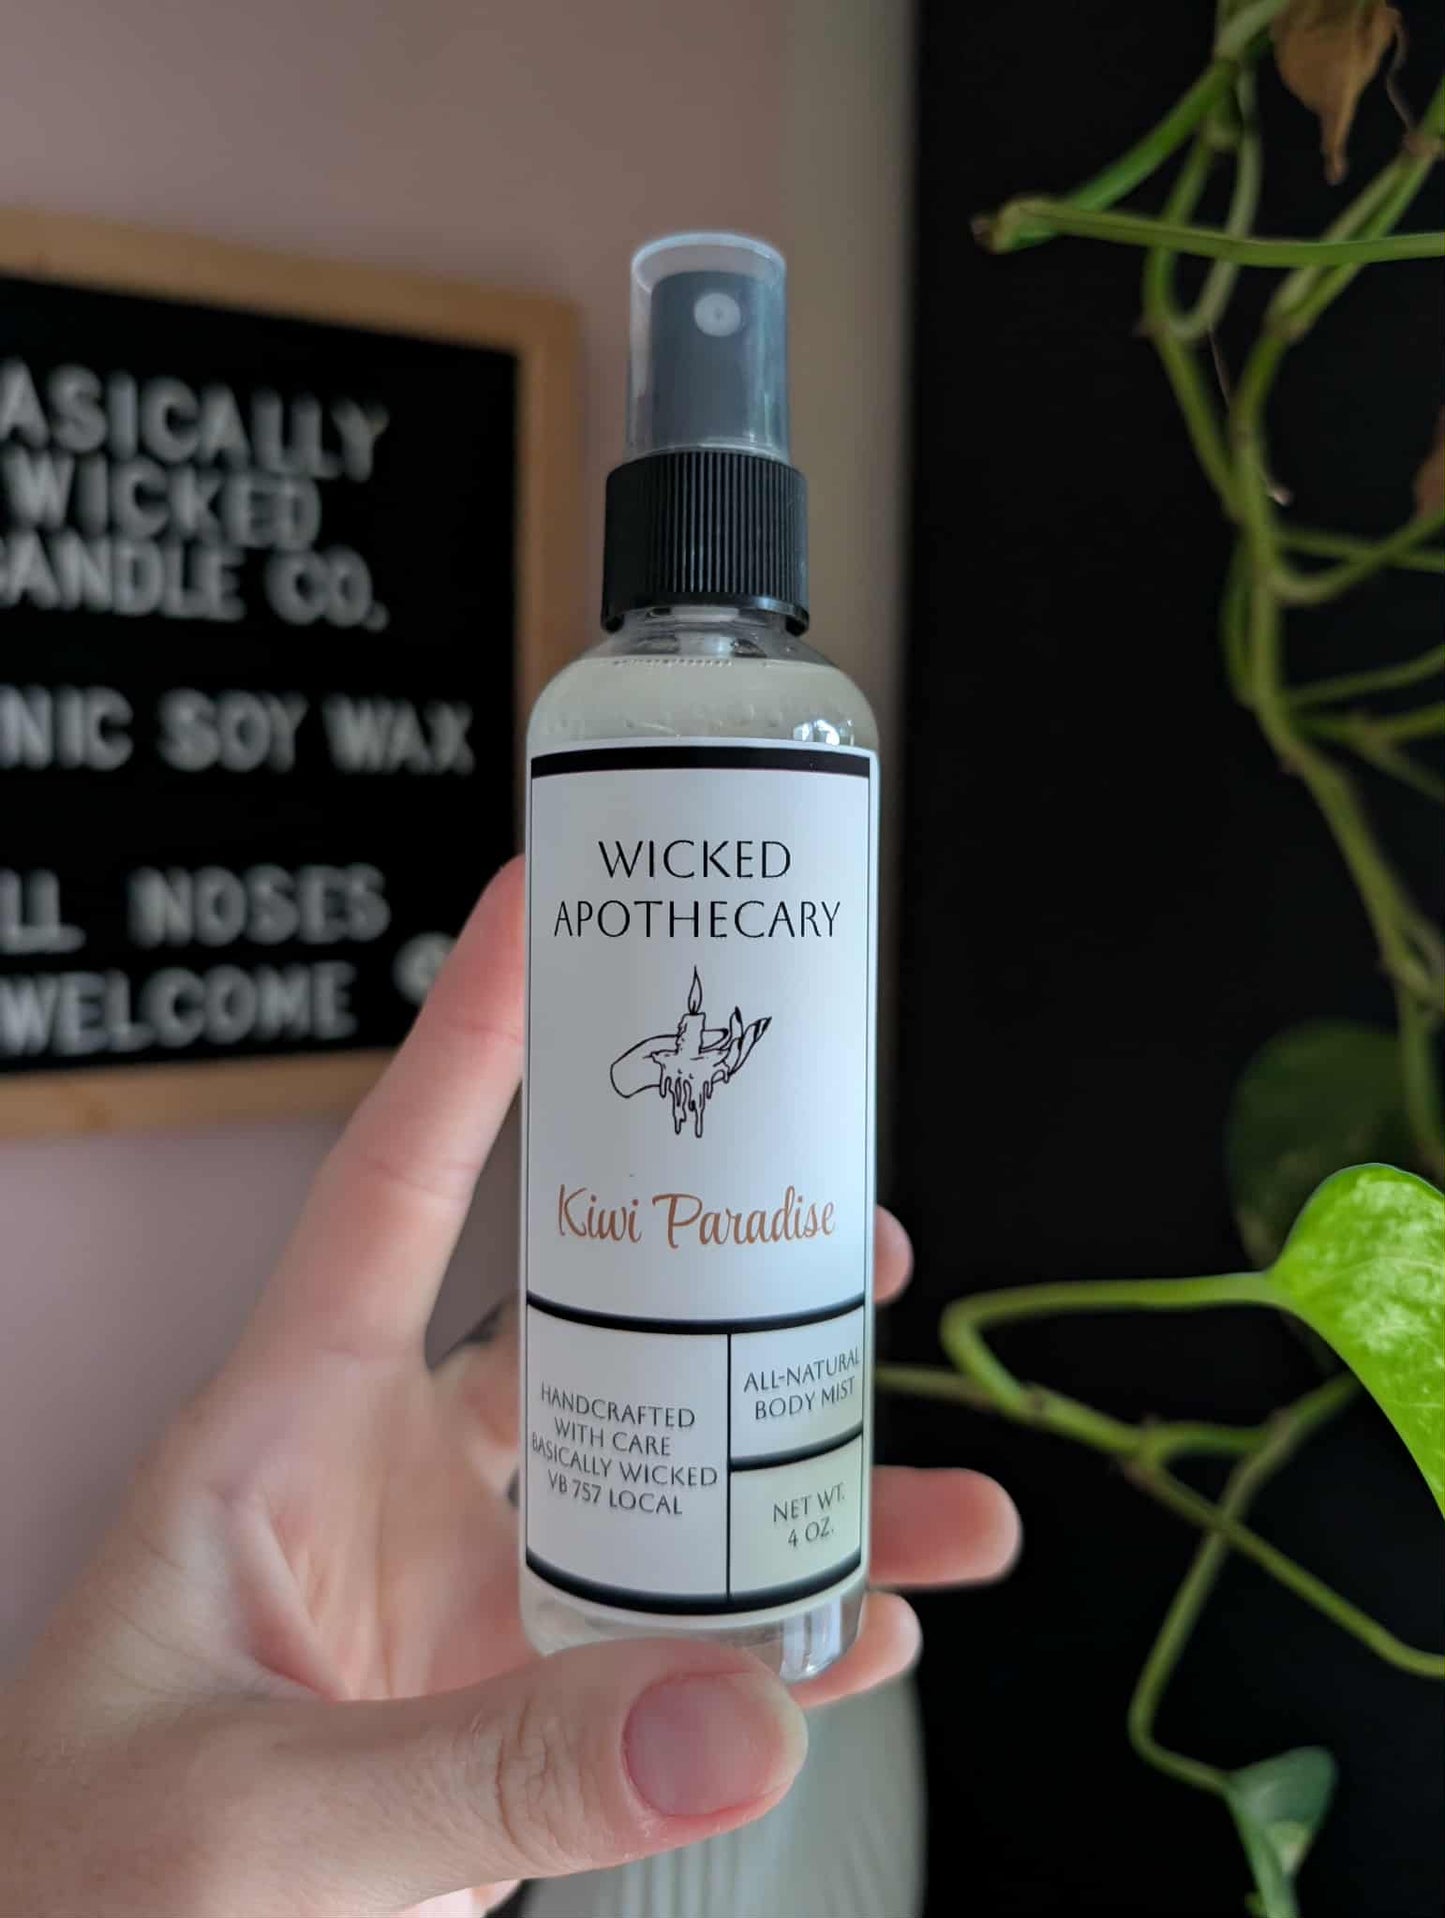 WICKED
APOTHECARY
Kiwi Paradise
HANDCRAFTED
WITH CARE
BASICALLY WICKED
VB 757 LOCAL
ALL-NATURAL
BODY MIST
NET WT.
4 OZ.
ASICALLY
WICKED
ANDLE CO.
NIC SOY WAX
LL NOSES
WELCOME